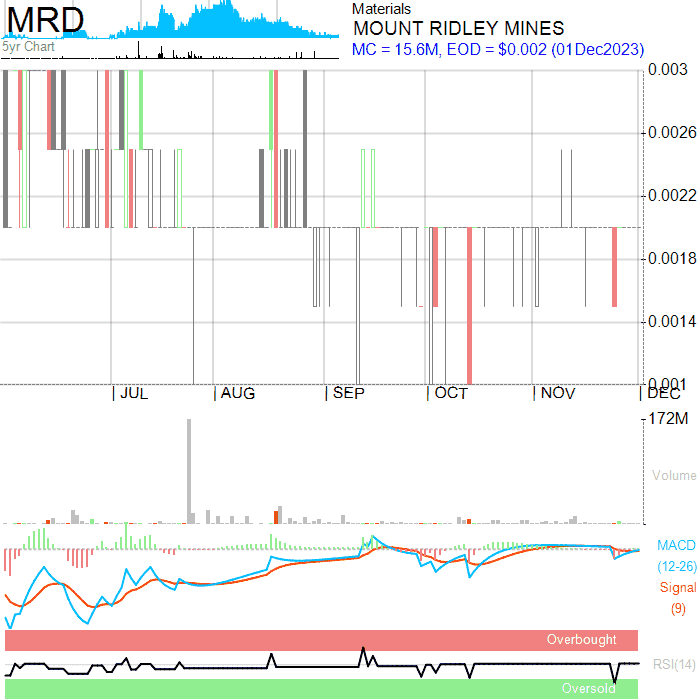 MRD
Materials
MOUNT RIDLEY MINES
MC = 15.6M, EOD = $0.002 (01Dec2023)
5yr Chart
0.003
0.0026
0.0022
0.0018
0.0014
0.001
JUL
AUG
SEP
OCT
NOV
DEC
172M
Volume
MACD
(12-26)
Signal
(9)
Overbought
RSI(14)
Oversold